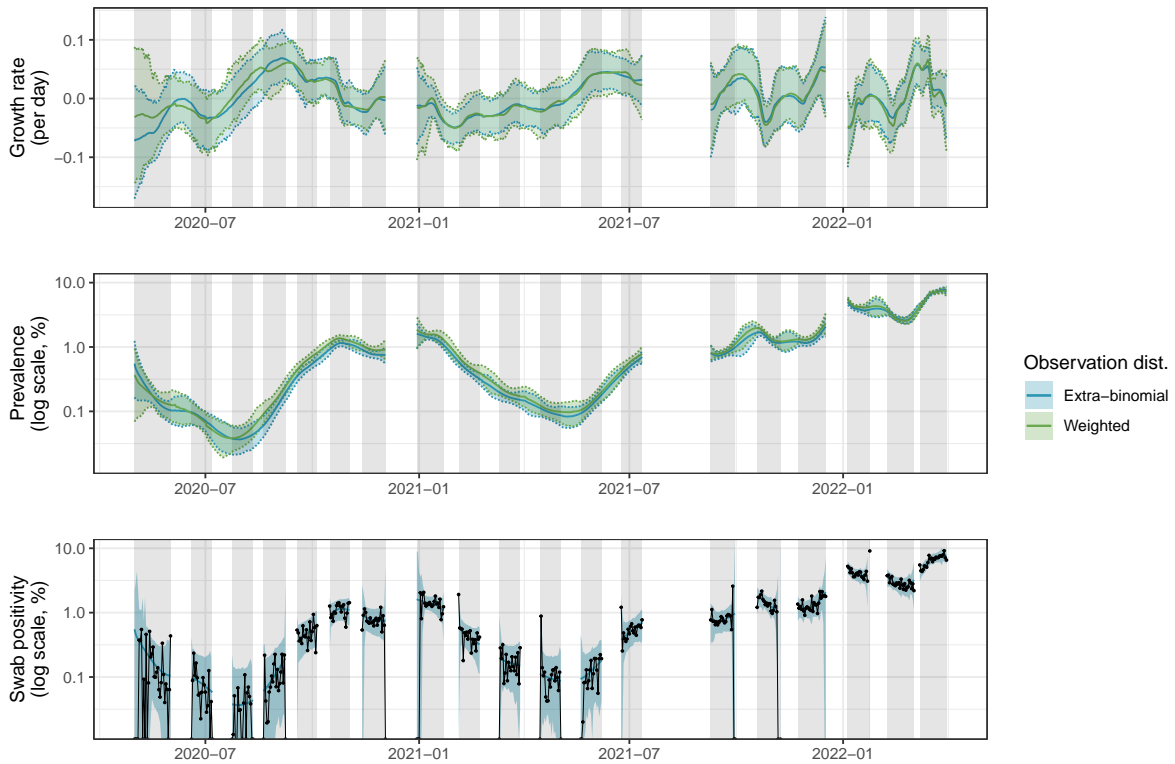 Growth rate
(per day)
0.1
0.0
−0.1
2020−07
2021−01
2021−07
2022−01
Prevalence
(log scale, %)
10.0
1.0
0.1
2020−07
2021−01
2021−07
2022−01
Observation dist.
Extra−binomial
Weighted
Swab positivity
(log scale, %)
10.0
1.0
0.1
2020−07
2021−01
2021−07
2022−01